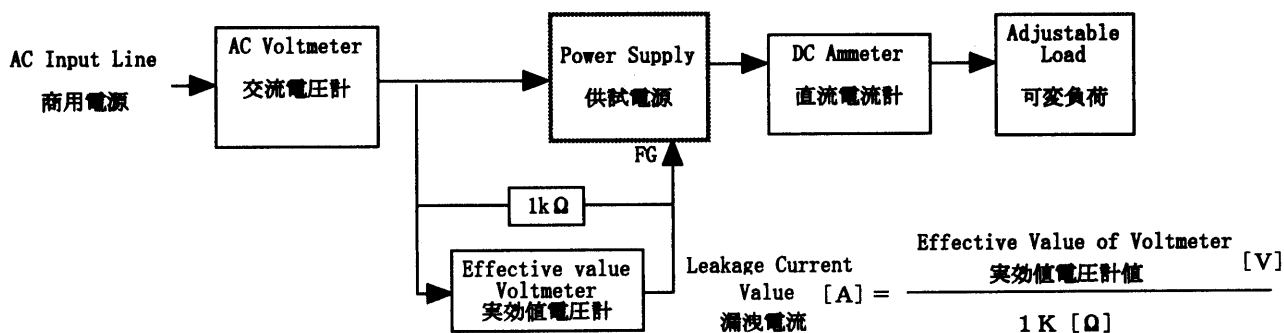 AC Input Line
商用電源
AC Voltmeter
交流電圧計
Power Supply
供試電源
DC Ammeter
直流電流計
Adjustable
Load
可変負荷
FG
1kΩ
Effective value
Voltmeter
実効値電圧計
Leakage Current
Value [A] =
漏洩電流
Effective Value of Voltmeter
実効値電圧計値 [V]
1K [Ω]